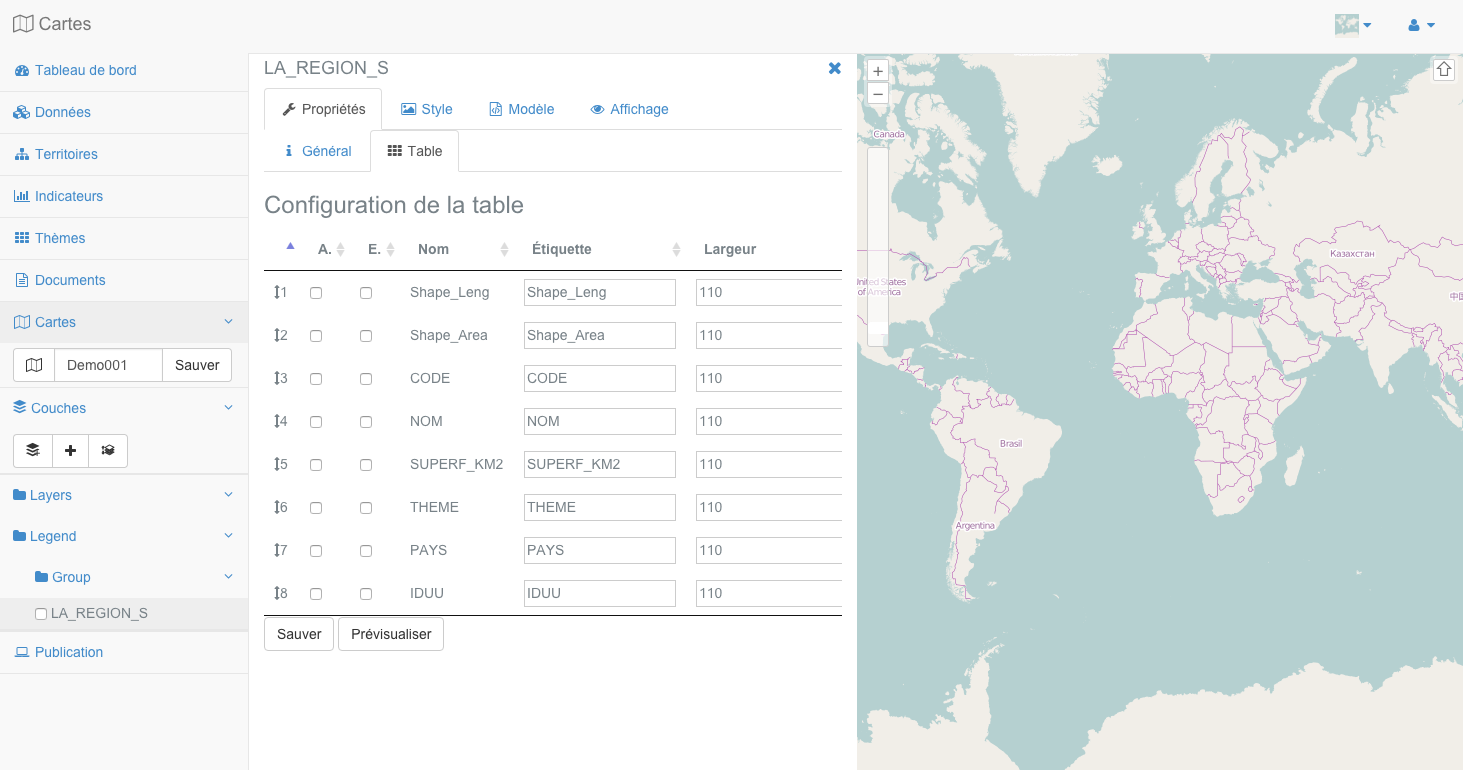 Cartes
Tableau de bord
Données
Territoires
Indicateurs
Thèmes
Documents
Cartes
Demo001 Sauver
Couches
Layers
Legend
Group
LA_REGION_S
Publication
LA_REGION_S
Propriétés Style Modèle Affichage
Général Table
Configuration de la table
A. E. Nom Étiquette Largeur
1 Shape_Leng Shape_Leng 110
2 Shape_Area Shape_Area 110
3 CODE CODE 110
4 NOM NOM 110
5 SUPERF_KM2 SUPERF_KM2 110
6 THEME THEME 110
7 PAYS PAYS 110
8 IDUU IDUU 110
Sauver Prévisualiser
+
−
Canada
United States
of America
Казахстан
中国
Brasil
Argentina